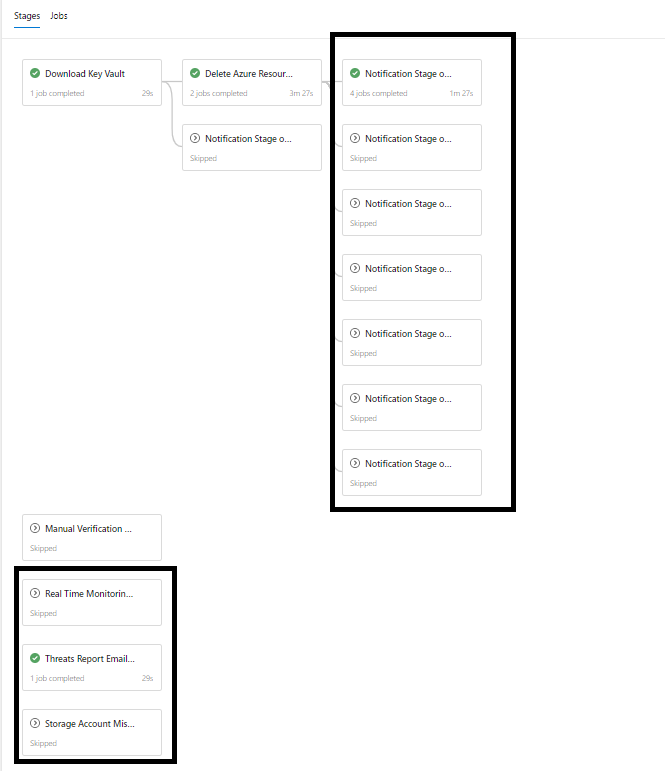 Stages Jobs
Download Key Vault
1 job completed 29s
Delete Azure Resour...
2 jobs completed 3m 27s
Notification Stage o...
4 jobs completed 1m 27s
Notification Stage o...
Skipped
Notification Stage o...
Skipped
Notification Stage o...
Skipped
Notification Stage o...
Skipped
Notification Stage o...
Skipped
Notification Stage o...
Skipped
Notification Stage o...
Skipped
Manual Verification ...
Skipped
Real Time Monitorin...
Skipped
Threats Report Email...
1 job completed 29s
Storage Account Mis...
Skipped